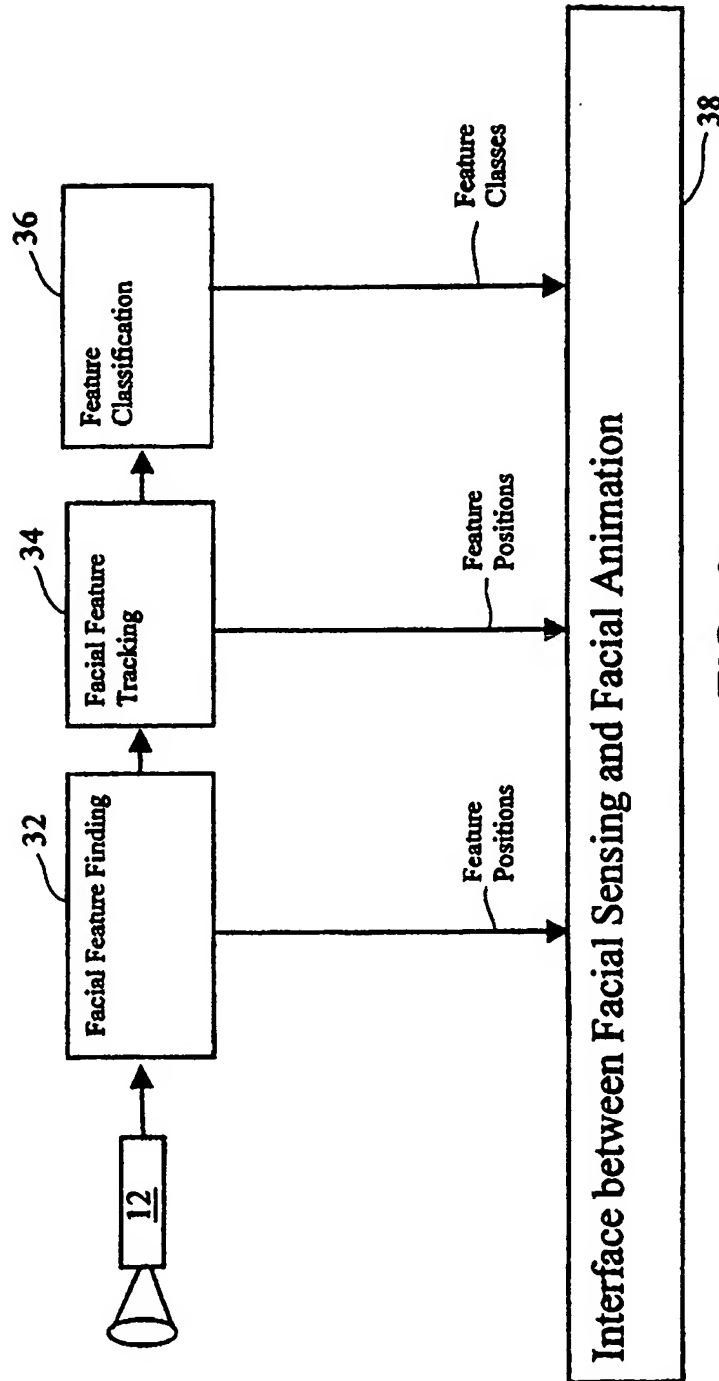 12
32
Facial Feature Finding
34
Facial Feature
Tracking
36
Feature
Classification
Feature
Positions
Feature
Positions
Feature
Classes
Interface between Facial Sensing and Facial Animation
38